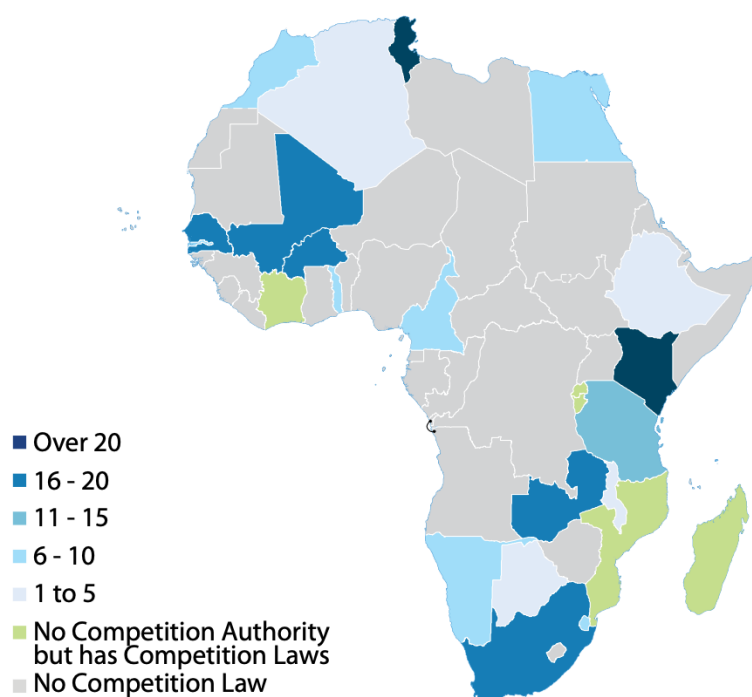 Over 20
16 - 20
11 - 15
6 - 10
1 to 5
No Competition Authority
but has Competition Laws
No Competition Law